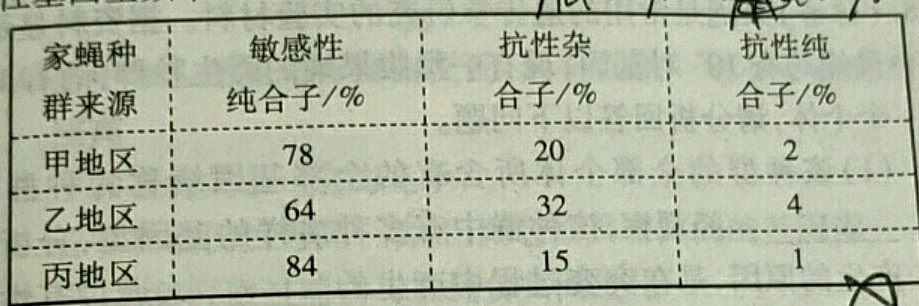 家蝇种群来源 敏感性纯合子/% 抗性杂合子/% 抗性纯合子/%
甲地区 78 20 2
乙地区 64 32 4
丙地区 84 15 1